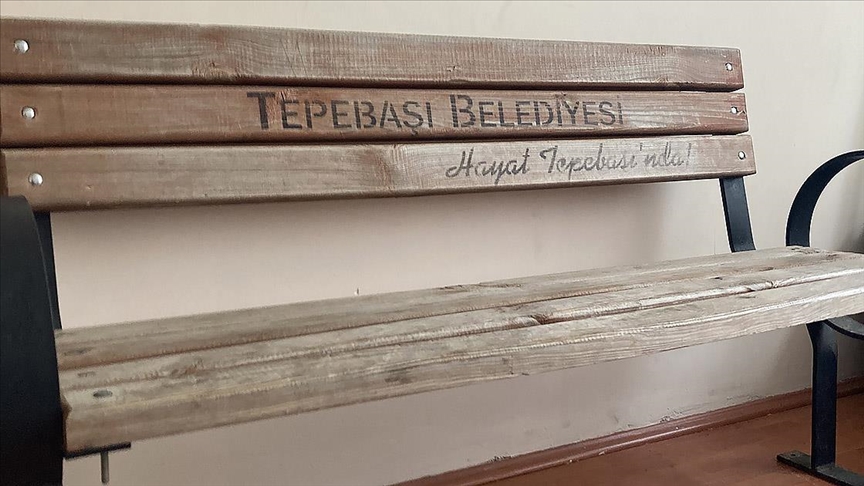 TEPEBAŞI BELEDİYESİ
Hayat Tepebaşı'nda!